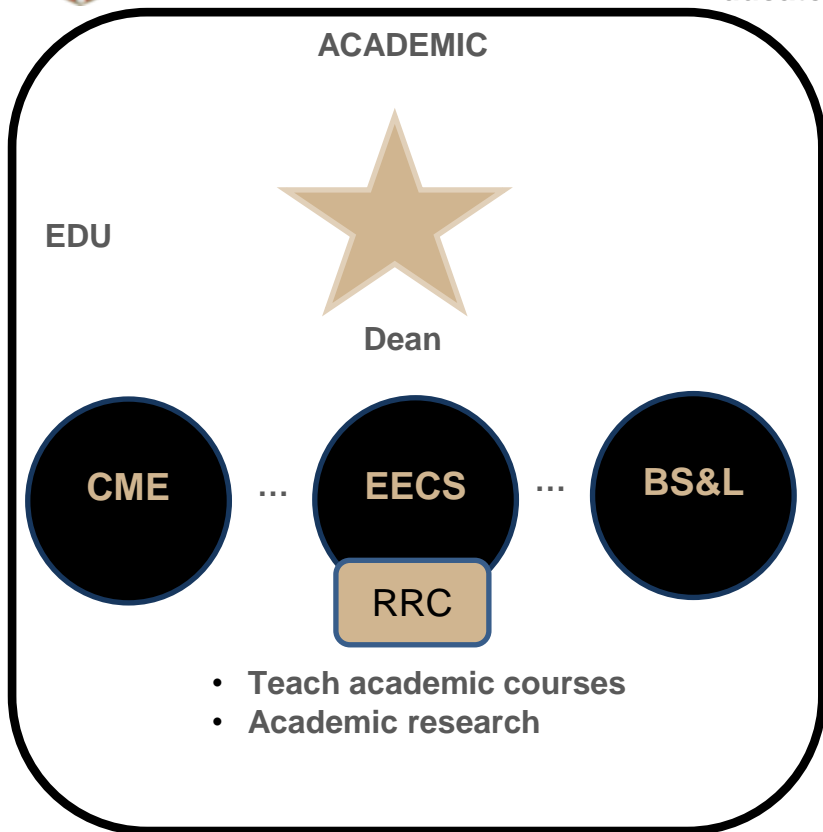 ACADEMIC
EDU
Dean
CME ... EECS ... BS&L
RRC
• Teach academic courses
• Academic research